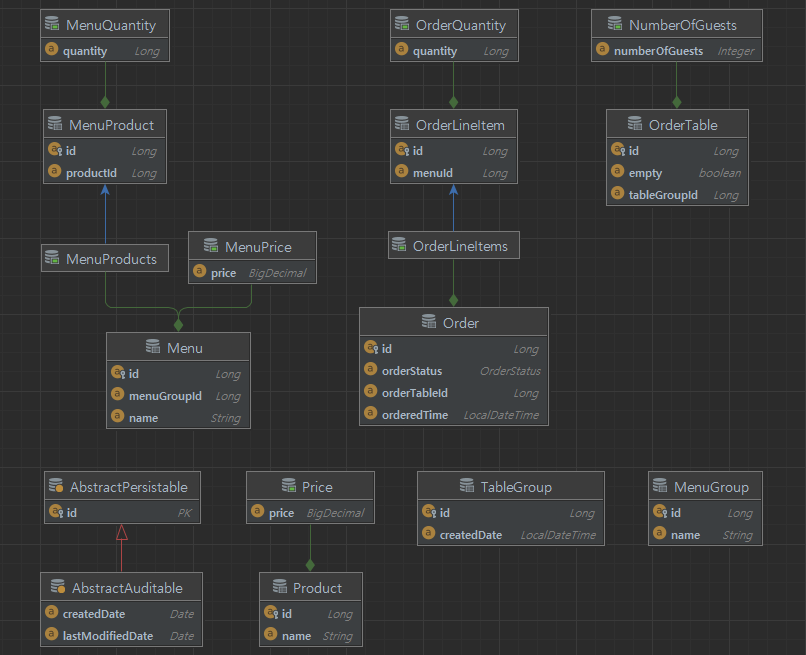 MenuQuantity
quantity Long
OrderQuantity
quantity Long
NumberOfGuests
numberOfGuests Integer
MenuProduct
id Long
productId Long
OrderLineItem
id Long
menuId Long
OrderTable
id Long
empty boolean
tableGroupId Long
MenuProducts
MenuPrice
price BigDecimal
OrderLineItems
Menu
id Long
menuGroupId Long
name String
Order
id Long
orderStatus OrderStatus
orderTableId Long
orderedTime LocalDateTime
AbstractPersistable
id PK
Price
price BigDecimal
TableGroup
id Long
createdDate LocalDateTime
MenuGroup
id Long
name String
AbstractAuditable
createdDate Date
lastModifiedDate Date
Product
id Long
name String